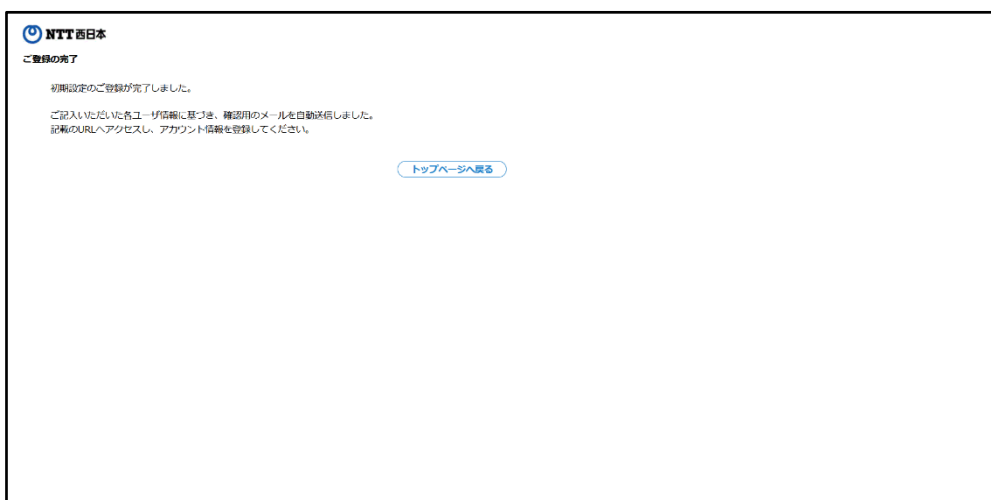 NTT西日本
ご登録の完了
初期設定のご登録が完了しました。
ご記入いただいた各ユーザ情報に基づき、確認用のメールを自動送信しました。
記載のURLへアクセスし、アカウント情報を登録してください。
トップページへ戻る